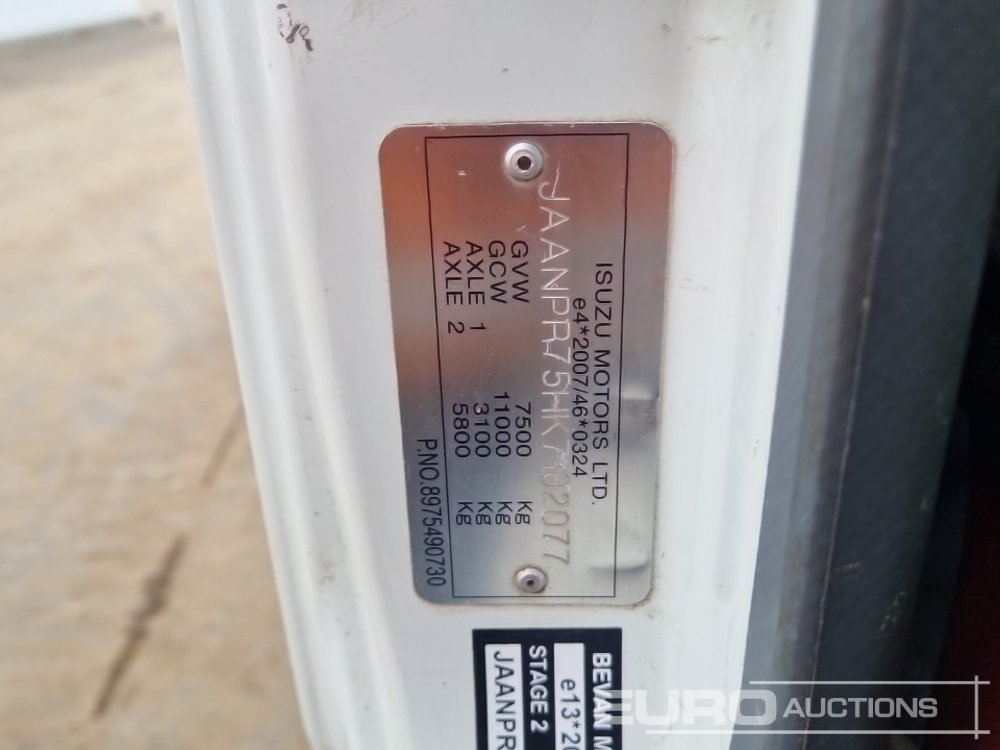 ISUZU MOTORS LTD.
e4*2007/46*0324
JAANPR75HK7102077
GVW 7500 Kg
GCW 11000 Kg
AXLE 1 3100 Kg
AXLE 2 5800 Kg
P.NO.8975490730
BEVAN M
e13*20
STAGE 2
JAANPR
EURO AUCTIONS